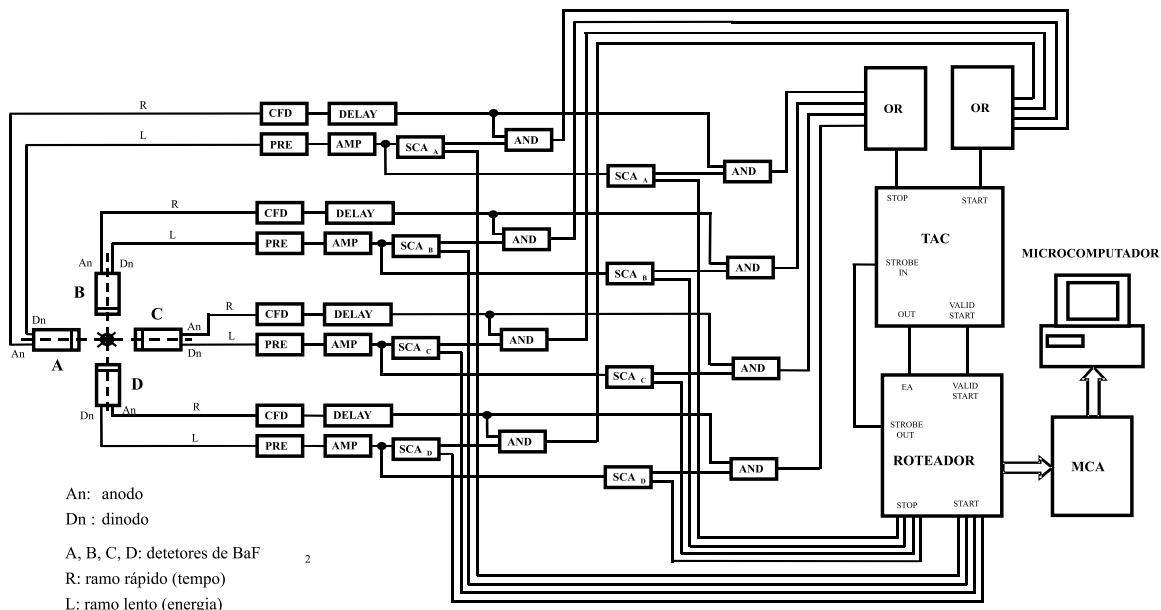 R CFD DELAY
L PRE AMP SCA A AND
SCA A AND
OR OR
STOP START
TAC
STROBE IN
OUT VALID START
MICROCOMPUTADOR
R CFD DELAY
L PRE AMP SCA B AND
SCA B AND
An Dn
B
C
R CFD DELAY
An
L PRE AMP SCA C AND
Dn
SCA C AND
Dn
An
A
D
Dn An
R CFD DELAY
L PRE AMP SCA D AND
SCA D AND
EA VALID START
STROBE OUT
ROTEADOR
STOP START
MCA
An: anodo
Dn : dinodo
A, B, C, D: detetores de BaF 2
R: ramo rápido (tempo)
L: ramo lento (energia)